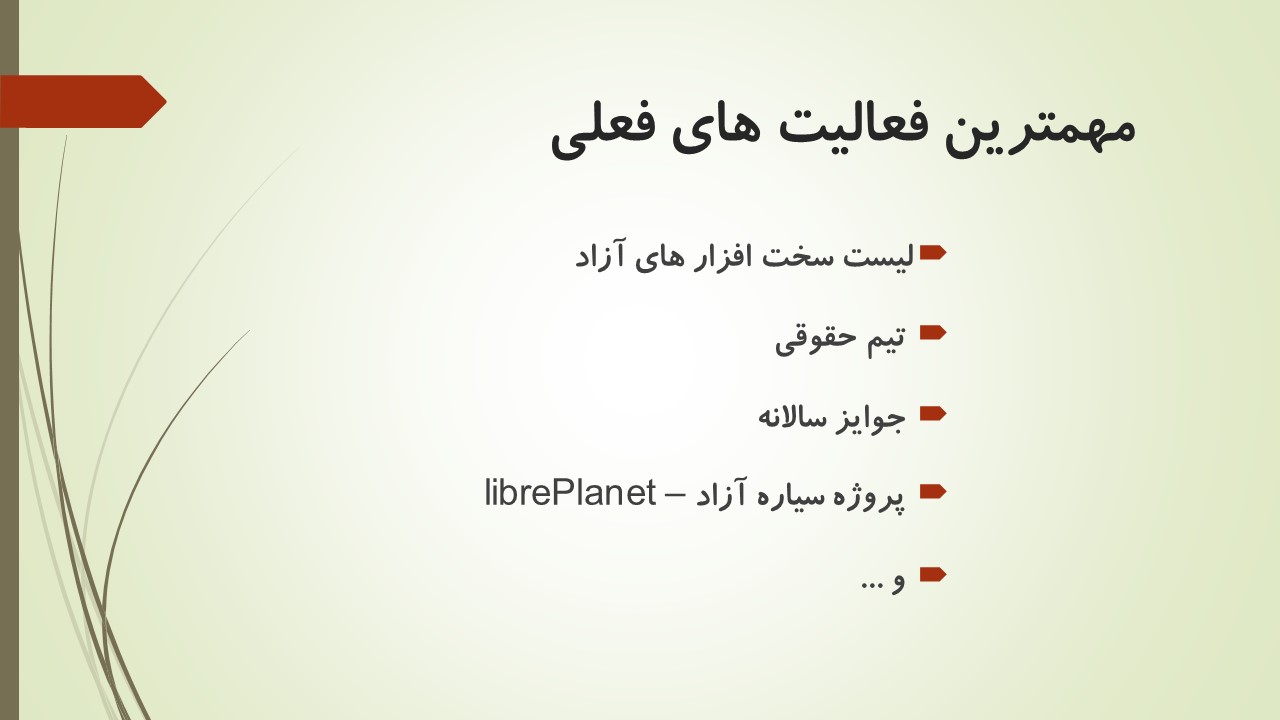 مهمترین فعالیت های فعلی
لیست سخت افزار های آزاد
تیم حقوقی
جوایز سالانه
پروژه سیاره آزاد – librePlanet
و ...